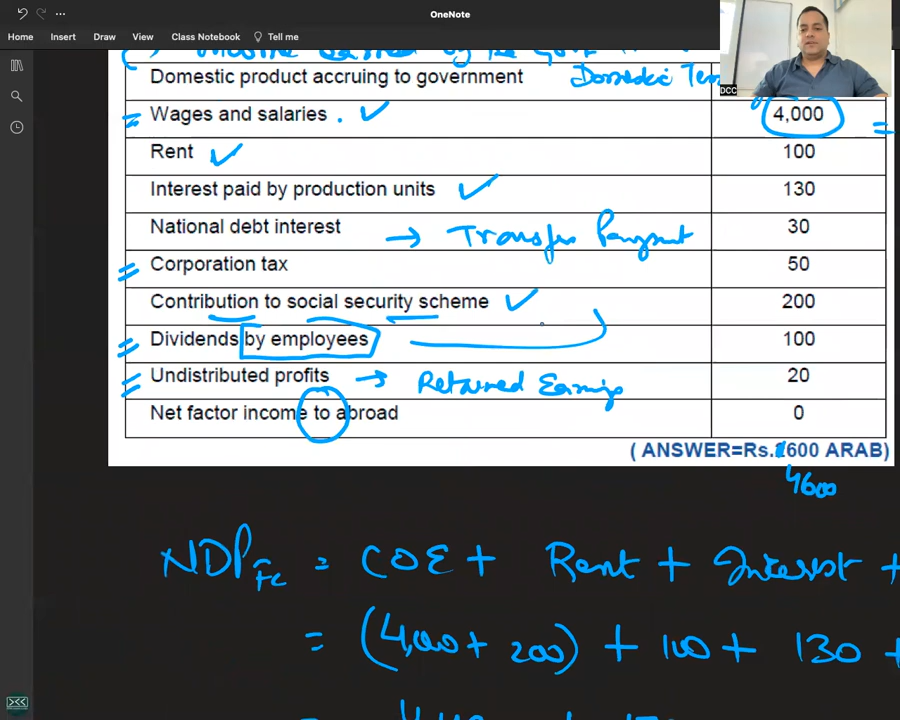 OneNote
Home Insert Draw View Class Notebook Tell me
DCC
Domestic product accruing to government Domestic
Wages and salaries . 4,000
Rent 100
Interest paid by production units 130
National debt interest → Transfer Payment 30
Corporation tax 50
Contribution to social security scheme 200
Dividends by employees 100
Undistributed profits → Retained Earnings 20
Net factor income to abroad 0
( ANSWER=Rs. 600 ARAB)
4600
NDPFC = COE + Rent + Interest +
= (4,000 + 200) + 100 + 130 +